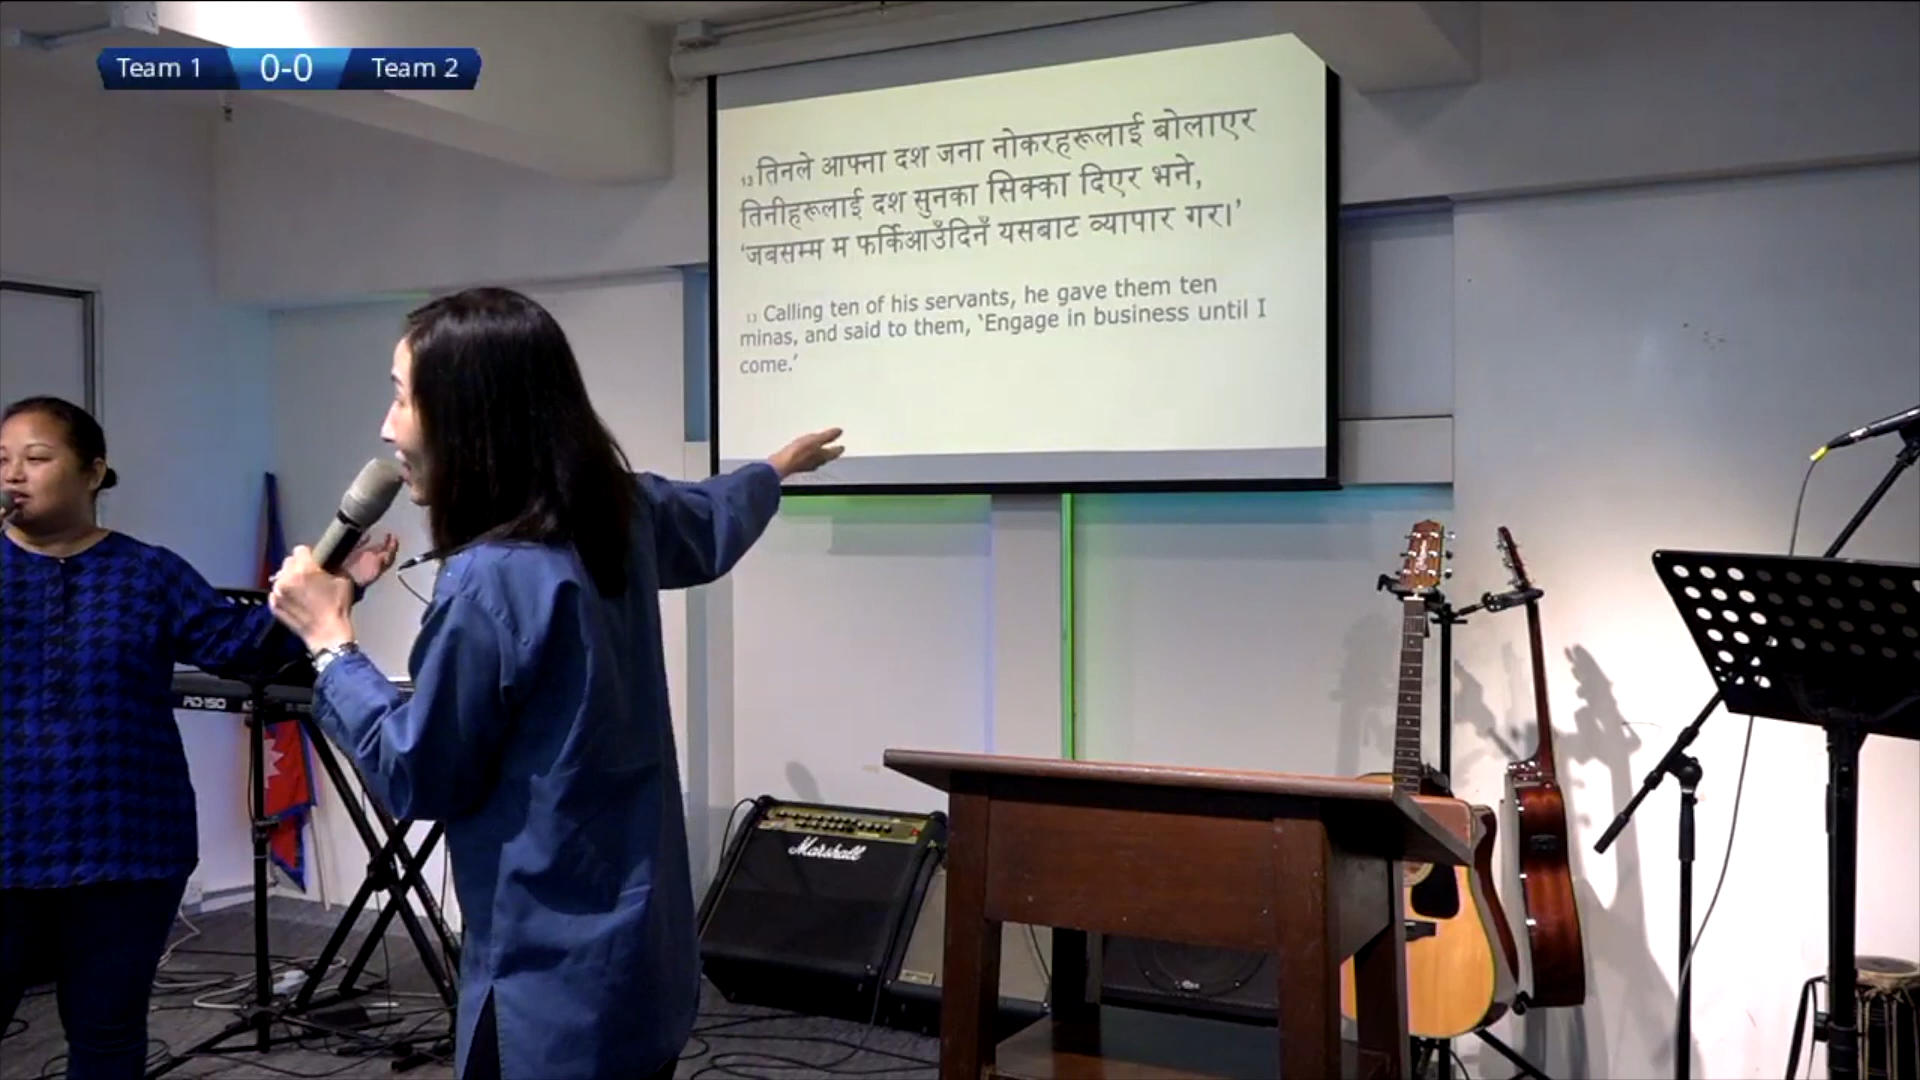 Team 1 0-0 Team 2
13 तिनले आफ्ना दश जना नोकरहरूलाई बोलाएर
तिनीहरूलाई दश सुनका सिक्का दिएर भने,
‘जबसम्म म फर्किआउँदिनँ यसबाट व्यापार गर।’
13 Calling ten of his servants, he gave them ten
minas, and said to them, ‘Engage in business until I
come.’
RD-150
Marshall